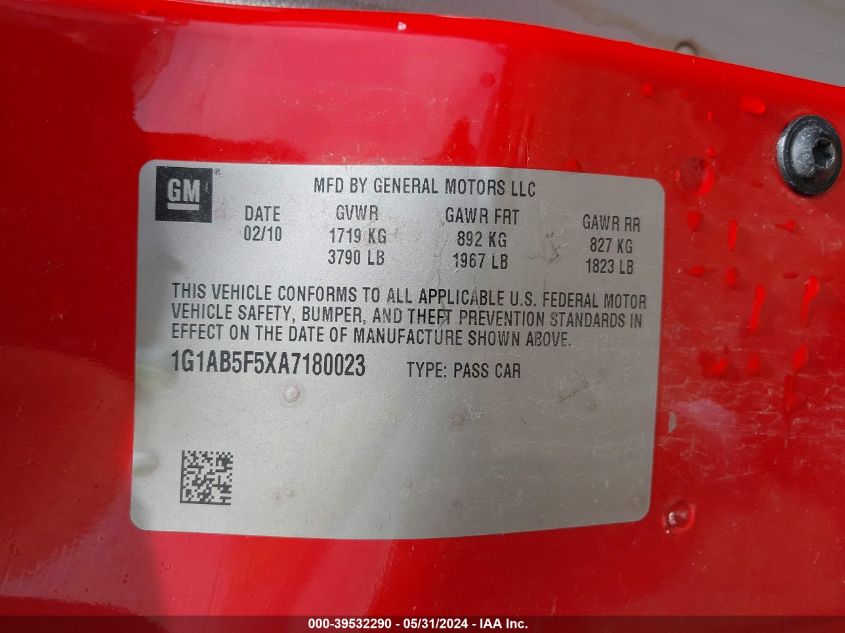 GM®
MFD BY GENERAL MOTORS LLC
DATE GVWR GAWR FRT GAWR RR
02/10 1719 KG 892 KG 827 KG
3790 LB 1967 LB 1823 LB
THIS VEHICLE CONFORMS TO ALL APPLICABLE U.S. FEDERAL MOTOR
VEHICLE SAFETY, BUMPER, AND THEFT PREVENTION STANDARDS IN
EFFECT ON THE DATE OF MANUFACTURE SHOWN ABOVE.
1G1AB5F5XA7180023 TYPE: PASS CAR
000-39532290 - 05/31/2024 - IAA Inc.